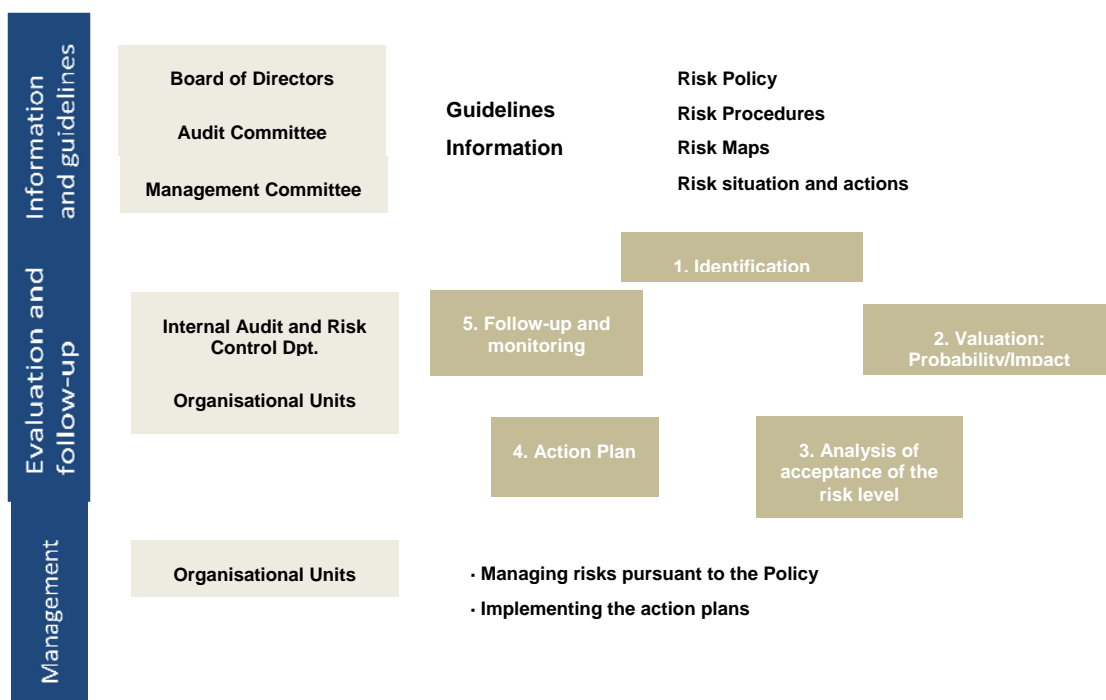 Information
and guidelines
Board of Directors
Audit Committee
Management Committee
Guidelines
Information
Risk Policy
Risk Procedures
Risk Maps
Risk situation and actions
Evaluation and
follow-up
Internal Audit and Risk
Control Dpt.
Organisational Units
1. Identification
2. Valuation:
Probability/Impact
3. Analysis of
acceptance of the
risk level
4. Action Plan
5. Follow-up and
monitoring
Management
Organisational Units
· Managing risks pursuant to the Policy
· Implementing the action plans